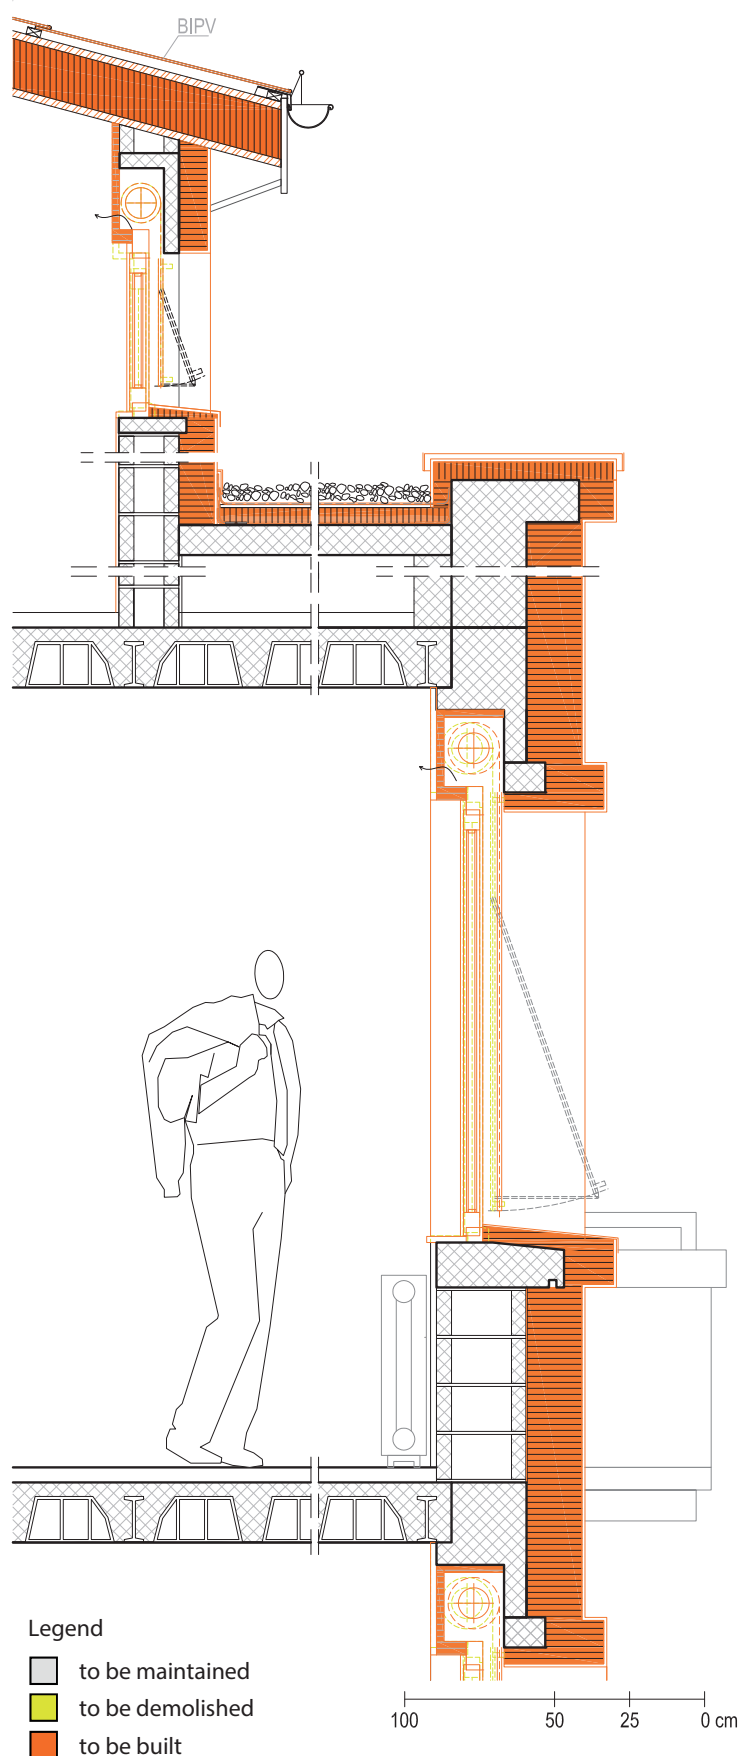 BIPV
Legend
to be maintained
to be demolished
to be built
100 50 25 0 cm